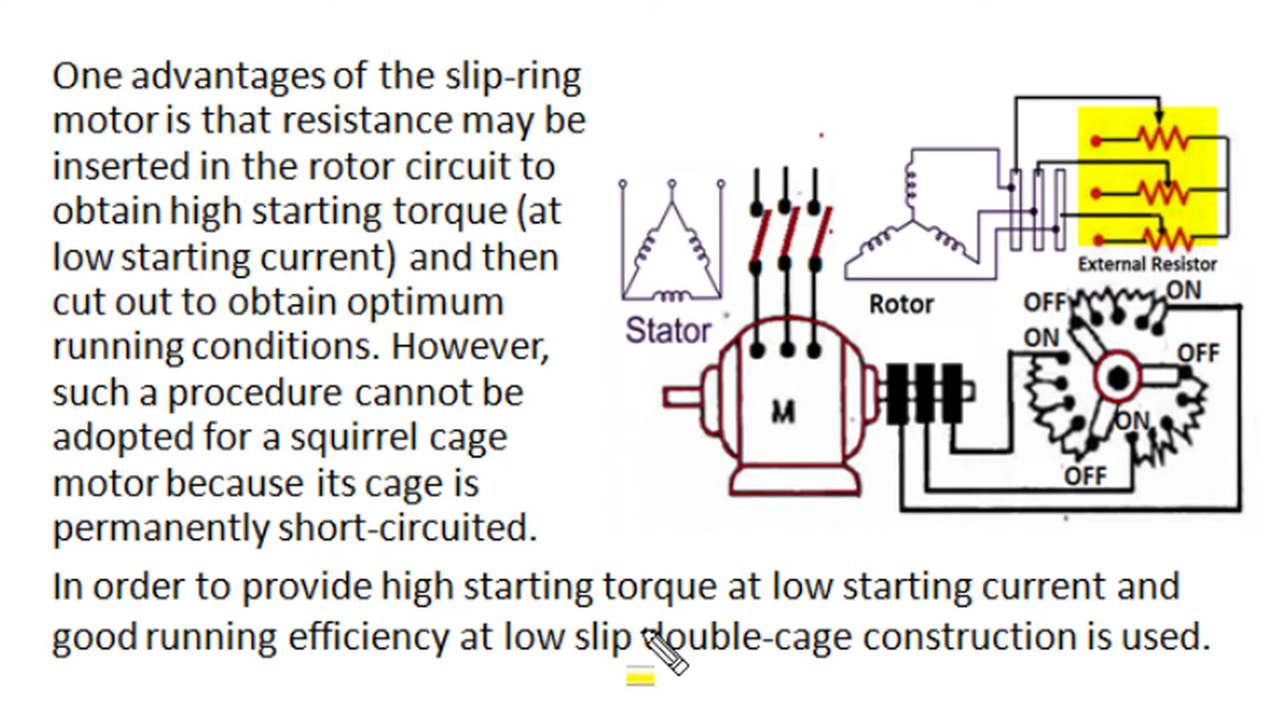 One advantages of the slip-ring
motor is that resistance may be
inserted in the rotor circuit to
obtain high starting torque (at
low starting current) and then
cut out to obtain optimum
running conditions. However,
such a procedure cannot be
adopted for a squirrel cage
motor because its cage is
permanently short-circuited.
In order to provide high starting torque at low starting current and
good running efficiency at low slip double-cage construction is used.
Stator
Rotor
External Resistor
M
OFF
ON
ON
OFF
ON
OFF